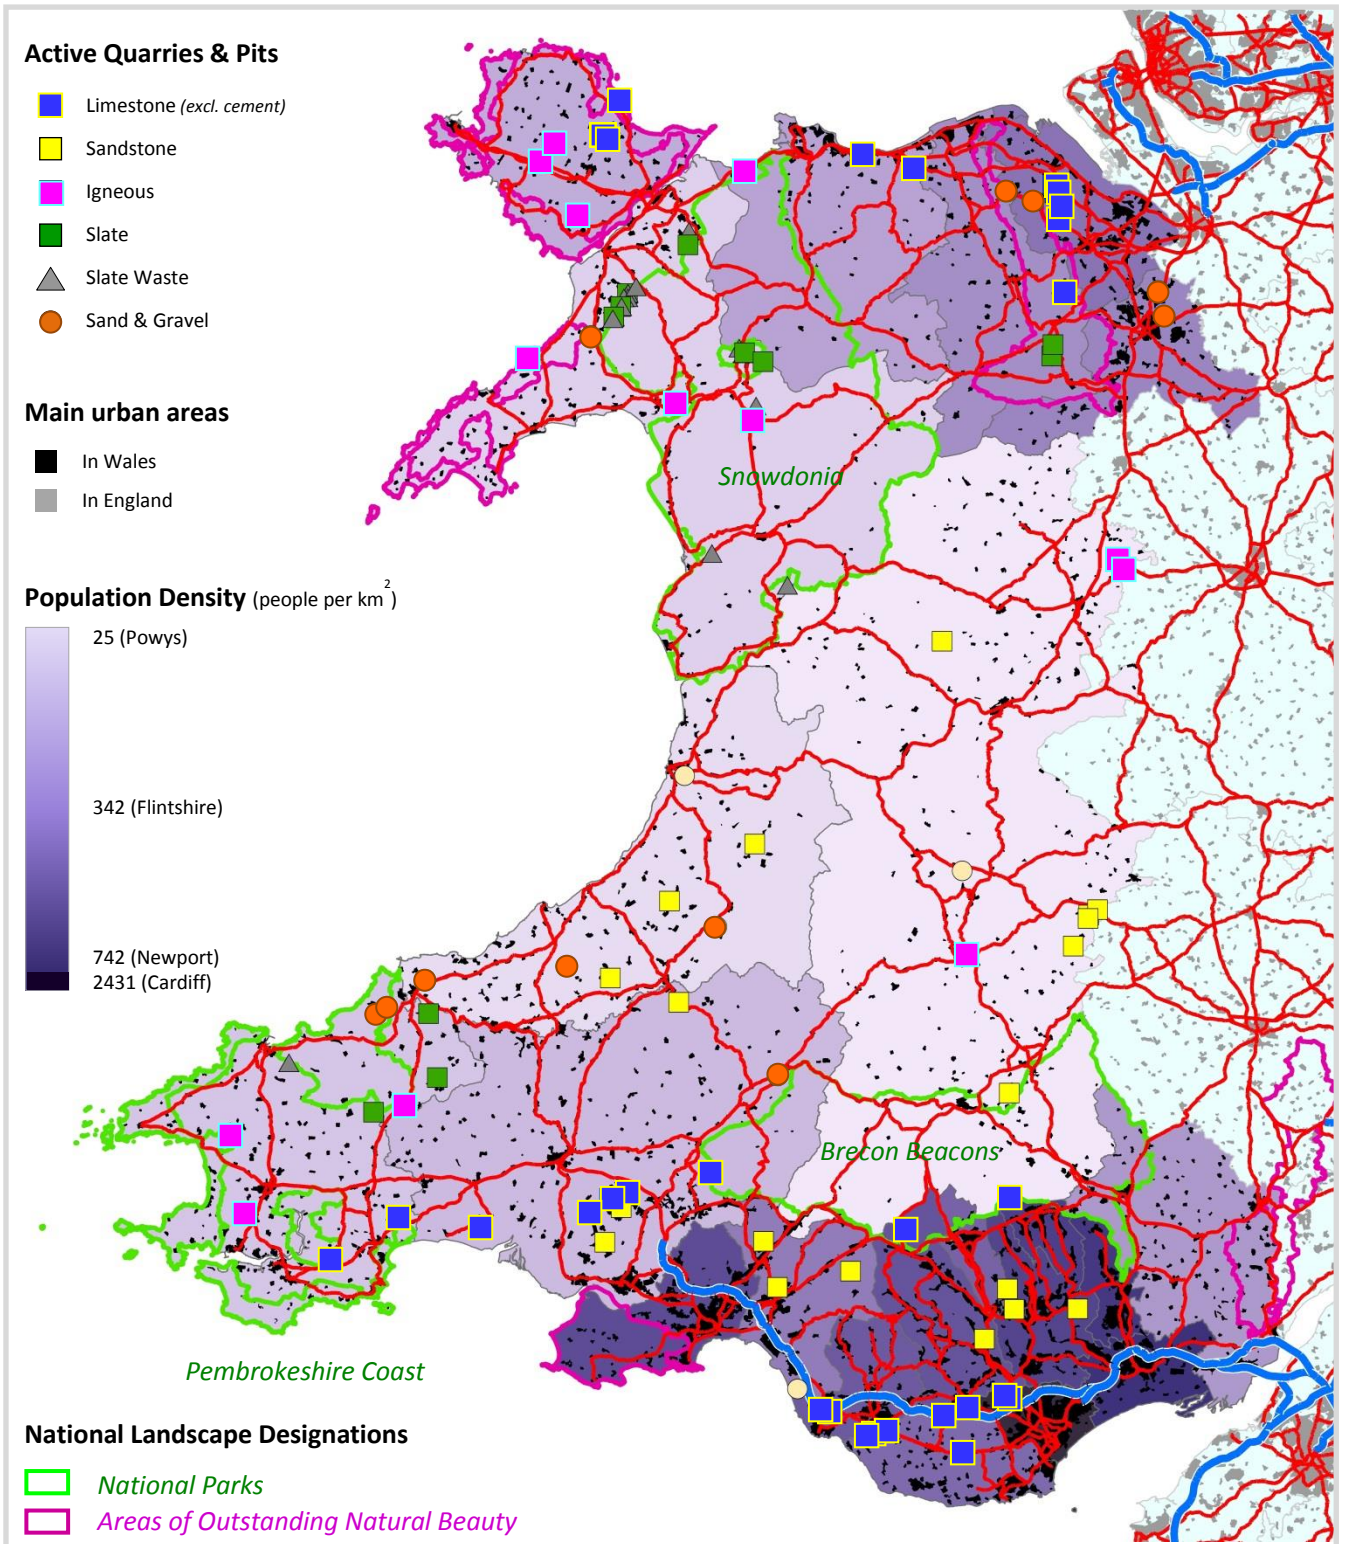 Active Quarries & Pits
Limestone (excl. cement)
Sandstone
Igneous
Slate
Slate Waste
Sand & Gravel
Main urban areas
In Wales
In England
Snowdonia
Population Density (people per km²)
25 (Powys)
342 (Flintshire)
742 (Newport)
2431 (Cardiff)
Brecon Beacons
Pembrokeshire Coast
National Landscape Designations
National Parks
Areas of Outstanding Natural Beauty